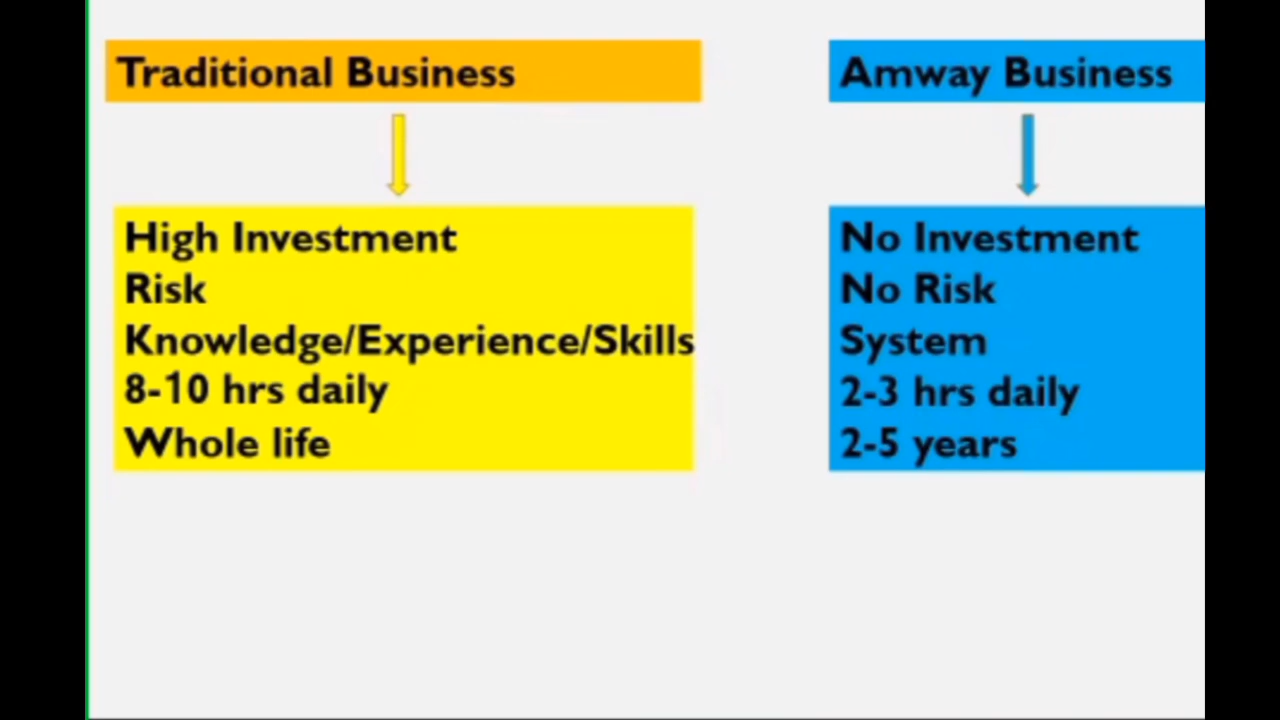 Traditional Business
High Investment
Risk
Knowledge/Experience/Skills
8-10 hrs daily
Whole life
Amway Business
No Investment
No Risk
System
2-3 hrs daily
2-5 years